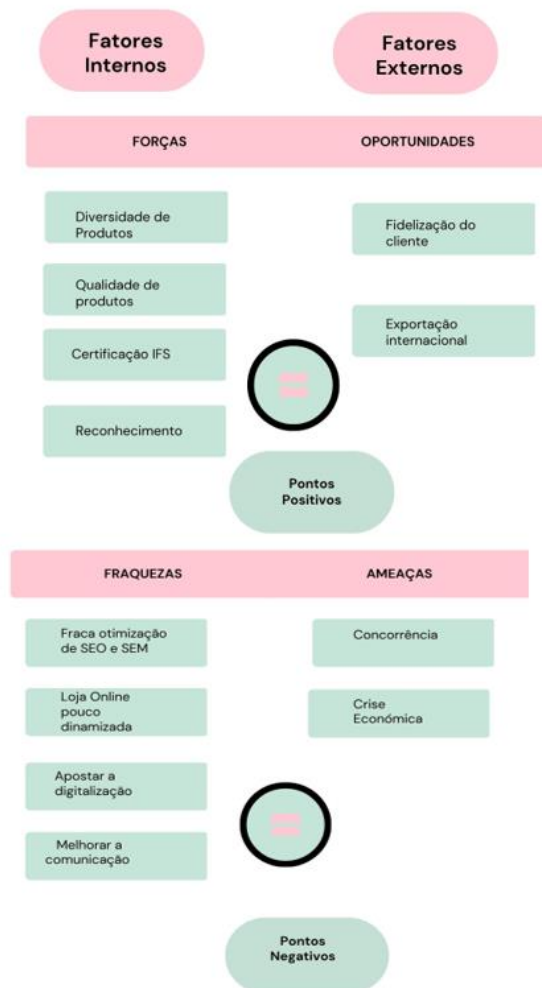 Fatores
Internos
Fatores
Externos
FORÇAS
OPORTUNIDADES
Diversidade de
Produtos
Fidelização do
cliente
Qualidade de
produtos
Exportação
internacional
Certificação IFS
Reconhecimento
Pontos
Positivos
FRAQUEZAS
AMEAÇAS
Fraca otimização
de SEO e SEM
Concorrência
Loja Online
pouco
dinamizada
Crise
Económica
Apostar a
digitalização
Melhorar a
comunicação
Pontos
Negativos